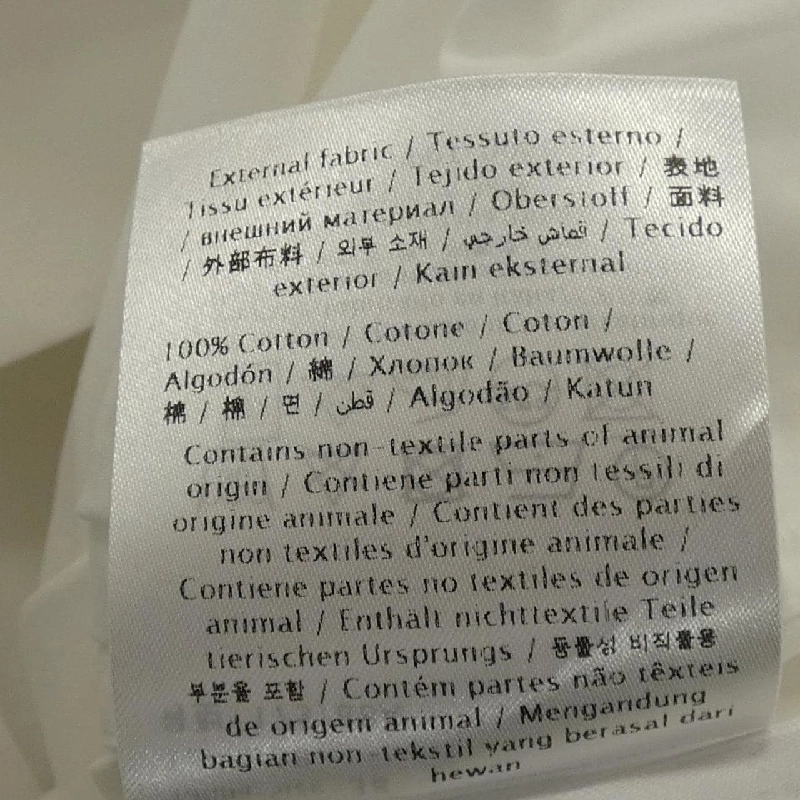 External fabric / Tessuto esterno /
Tissu extérieur / Tejido exterior / 表地
/ внешний материал / Oberstoff / 面料
/ 外部布料 / 외부 소재 / قماش خارجي / Tecido
exterior / Kain eksternal
100% Cotton / Cotone / Coton /
Algodón / 綿 / Хлопок / Baumwolle /
棉 / 棉 / 면 / قطن / Algodão / Katun
Contains non-textile parts of animal
origin / Contiene parti non tessili di
origine animale / Contient des parties
non textiles d'origine animale /
Contiene partes no textiles de origen
animal / Enthält nichttextile Teile
tierischen Ursprungs / 동물성 비직물용
부분을 포함 / Contém partes não têxteis
de origem animal / Mengandung
bagian non-tekstil yang berasal dari
hewan